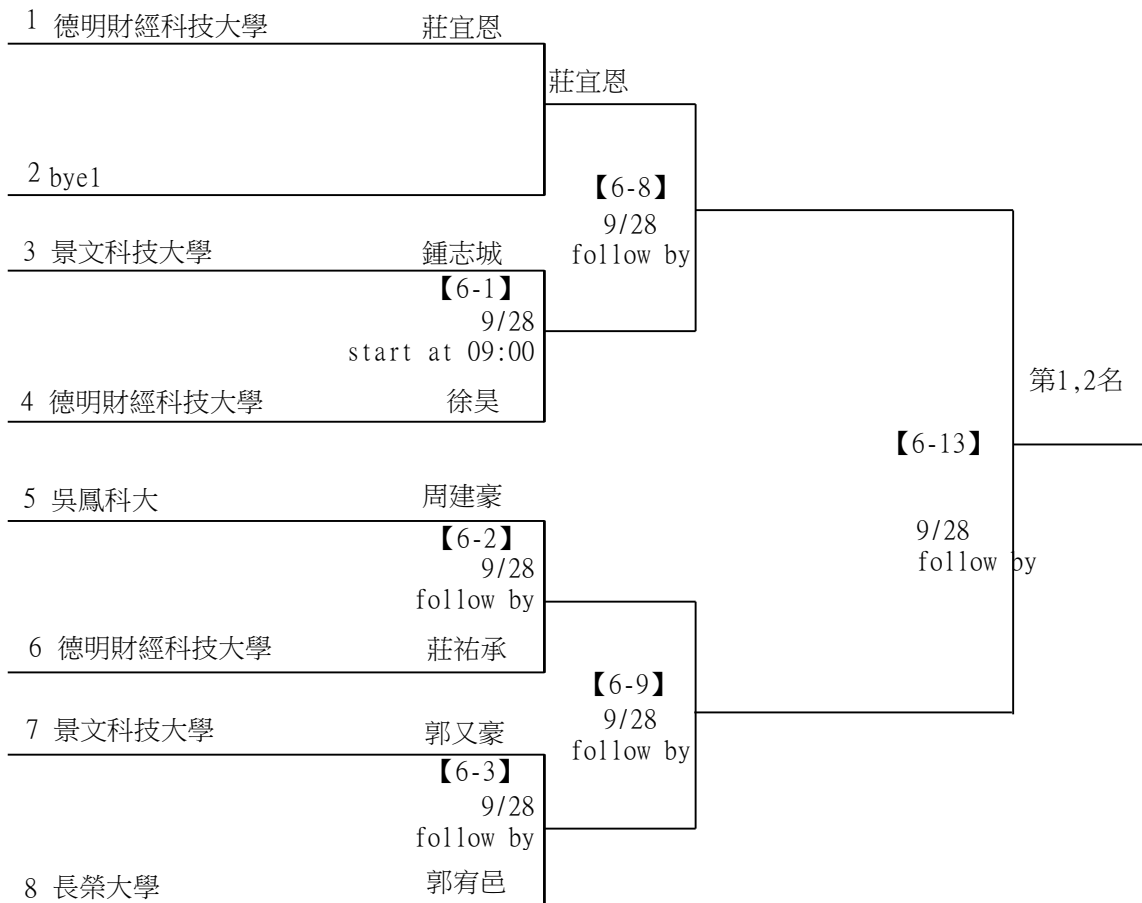 1 德明財經科技大學 莊宜恩
莊宜恩
2 bye1
【6-8】
9/28
follow by
3 景文科技大學 鍾志城
【6-1】
9/28
start at 09:00
4 德明財經科技大學 徐昊
第1,2名
【6-13】
9/28
follow by
5 吳鳳科大 周建豪
【6-2】
9/28
follow by
6 德明財經科技大學 莊祐承
【6-9】
9/28
follow by
7 景文科技大學 郭又豪
【6-3】
9/28
follow by
8 長榮大學 郭宥邑